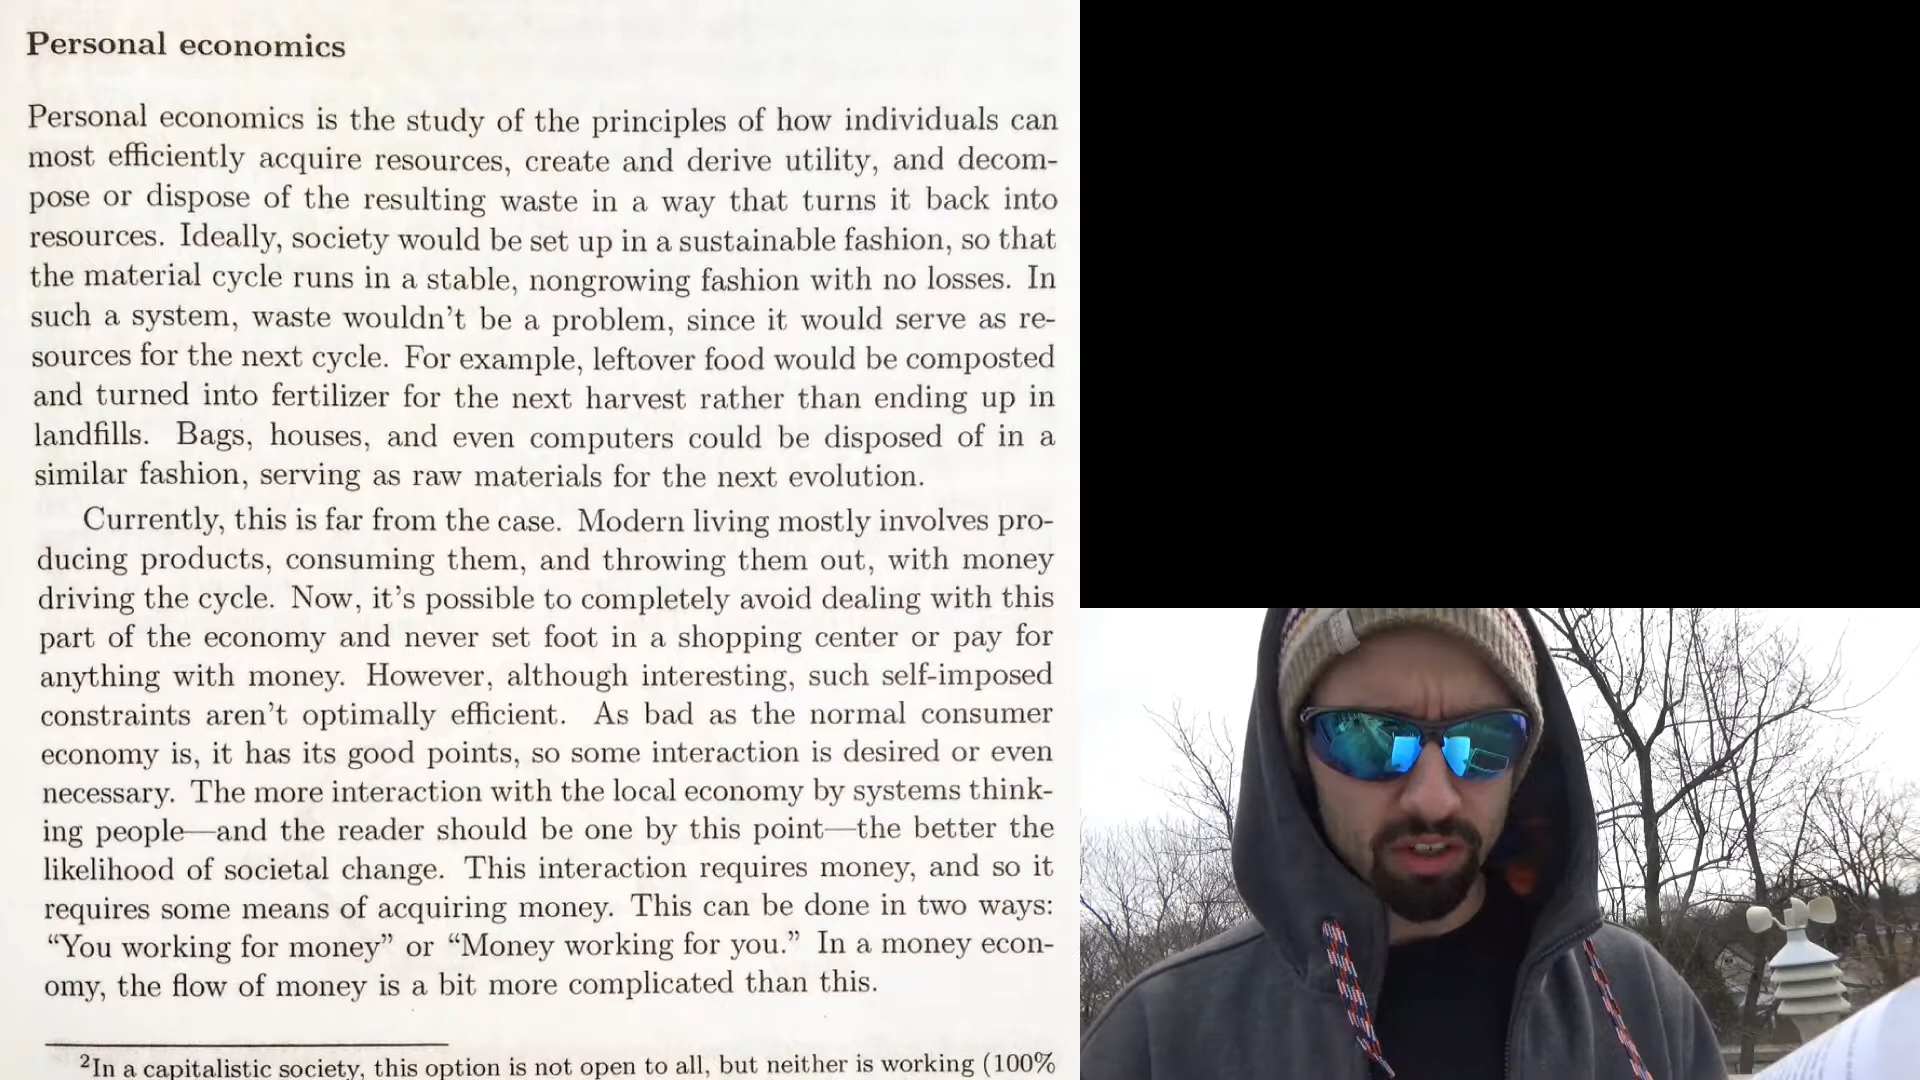 Personal economics
Personal economics is the study of the principles of how individuals can
most efficiently acquire resources, create and derive utility, and decom-
pose or dispose of the resulting waste in a way that turns it back into
resources. Ideally, society would be set up in a sustainable fashion, so that
the material cycle runs in a stable, nongrowing fashion with no losses. In
such a system, waste wouldn't be a problem, since it would serve as re-
sources for the next cycle. For example, leftover food would be composted
and turned into fertilizer for the next harvest rather than ending up in
landfills. Bags, houses, and even computers could be disposed of in a
similar fashion, serving as raw materials for the next evolution.
Currently, this is far from the case. Modern living mostly involves pro-
ducing products, consuming them, and throwing them out, with money
driving the cycle. Now, it's possible to completely avoid dealing with this
part of the economy and never set foot in a shopping center or pay for
anything with money. However, although interesting, such self-imposed
constraints aren't optimally efficient. As bad as the normal consumer
economy is, it has its good points, so some interaction is desired or even
necessary. The more interaction with the local economy by systems think-
ing people—and the reader should be one by this point—the better the
likelihood of societal change. This interaction requires money, and so it
requires some means of acquiring money. This can be done in two ways:
“You working for money” or “Money working for you.” In a money econ-
omy, the flow of money is a bit more complicated than this.
²In a capitalistic society, this option is not open to all, but neither is working (100%